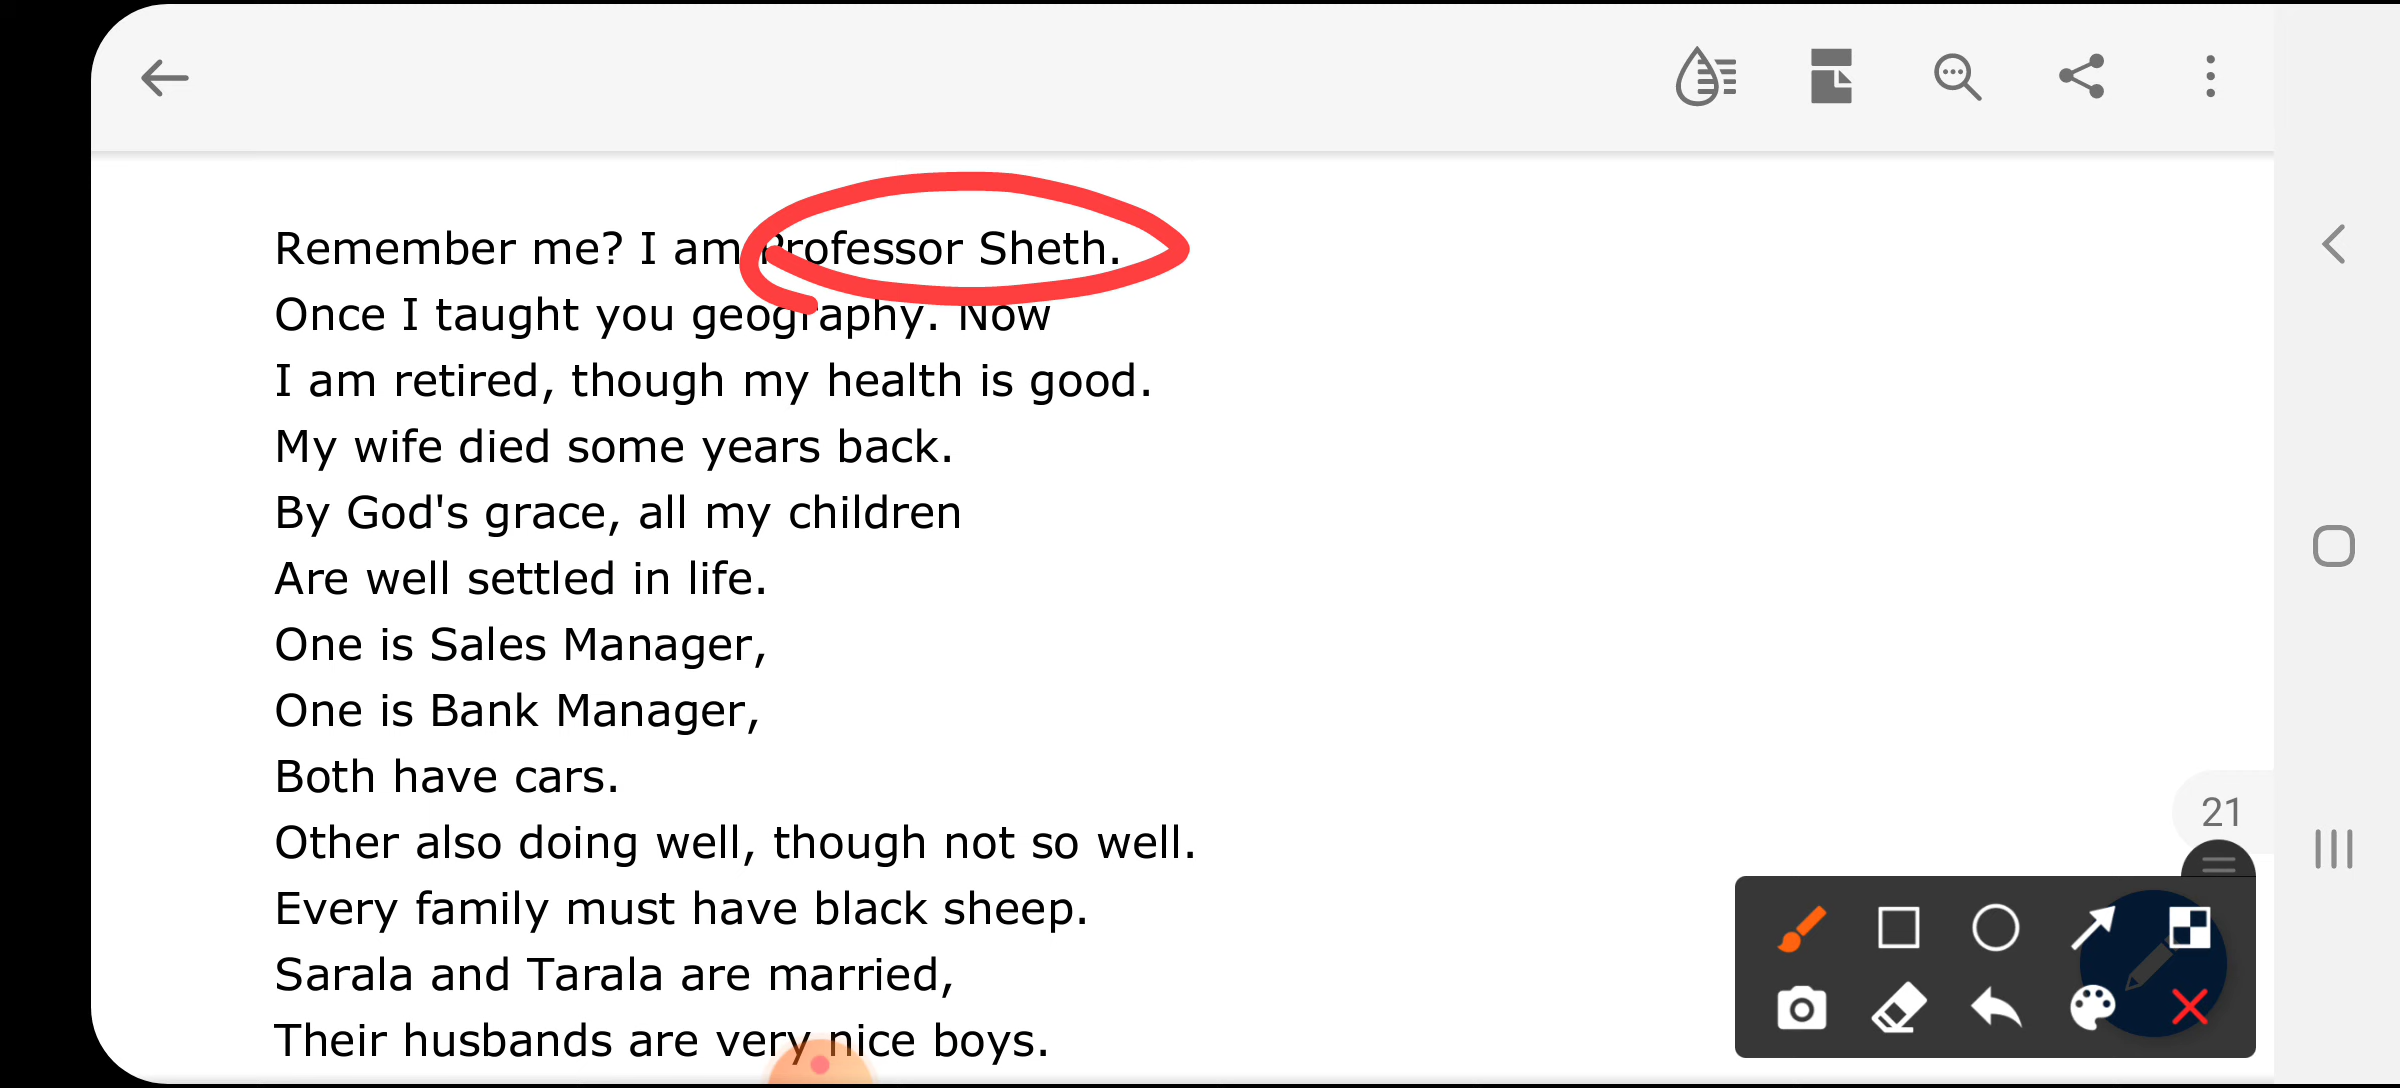 Remember me? I am Professor Sheth.
Once I taught you geography. Now
I am retired, though my health is good.
My wife died some years back.
By God's grace, all my children
Are well settled in life.
One is Sales Manager,
One is Bank Manager,
Both have cars.
Other also doing well, though not so well.
Every family must have black sheep.
Sarala and Tarala are married,
Their husbands are very nice boys.
21